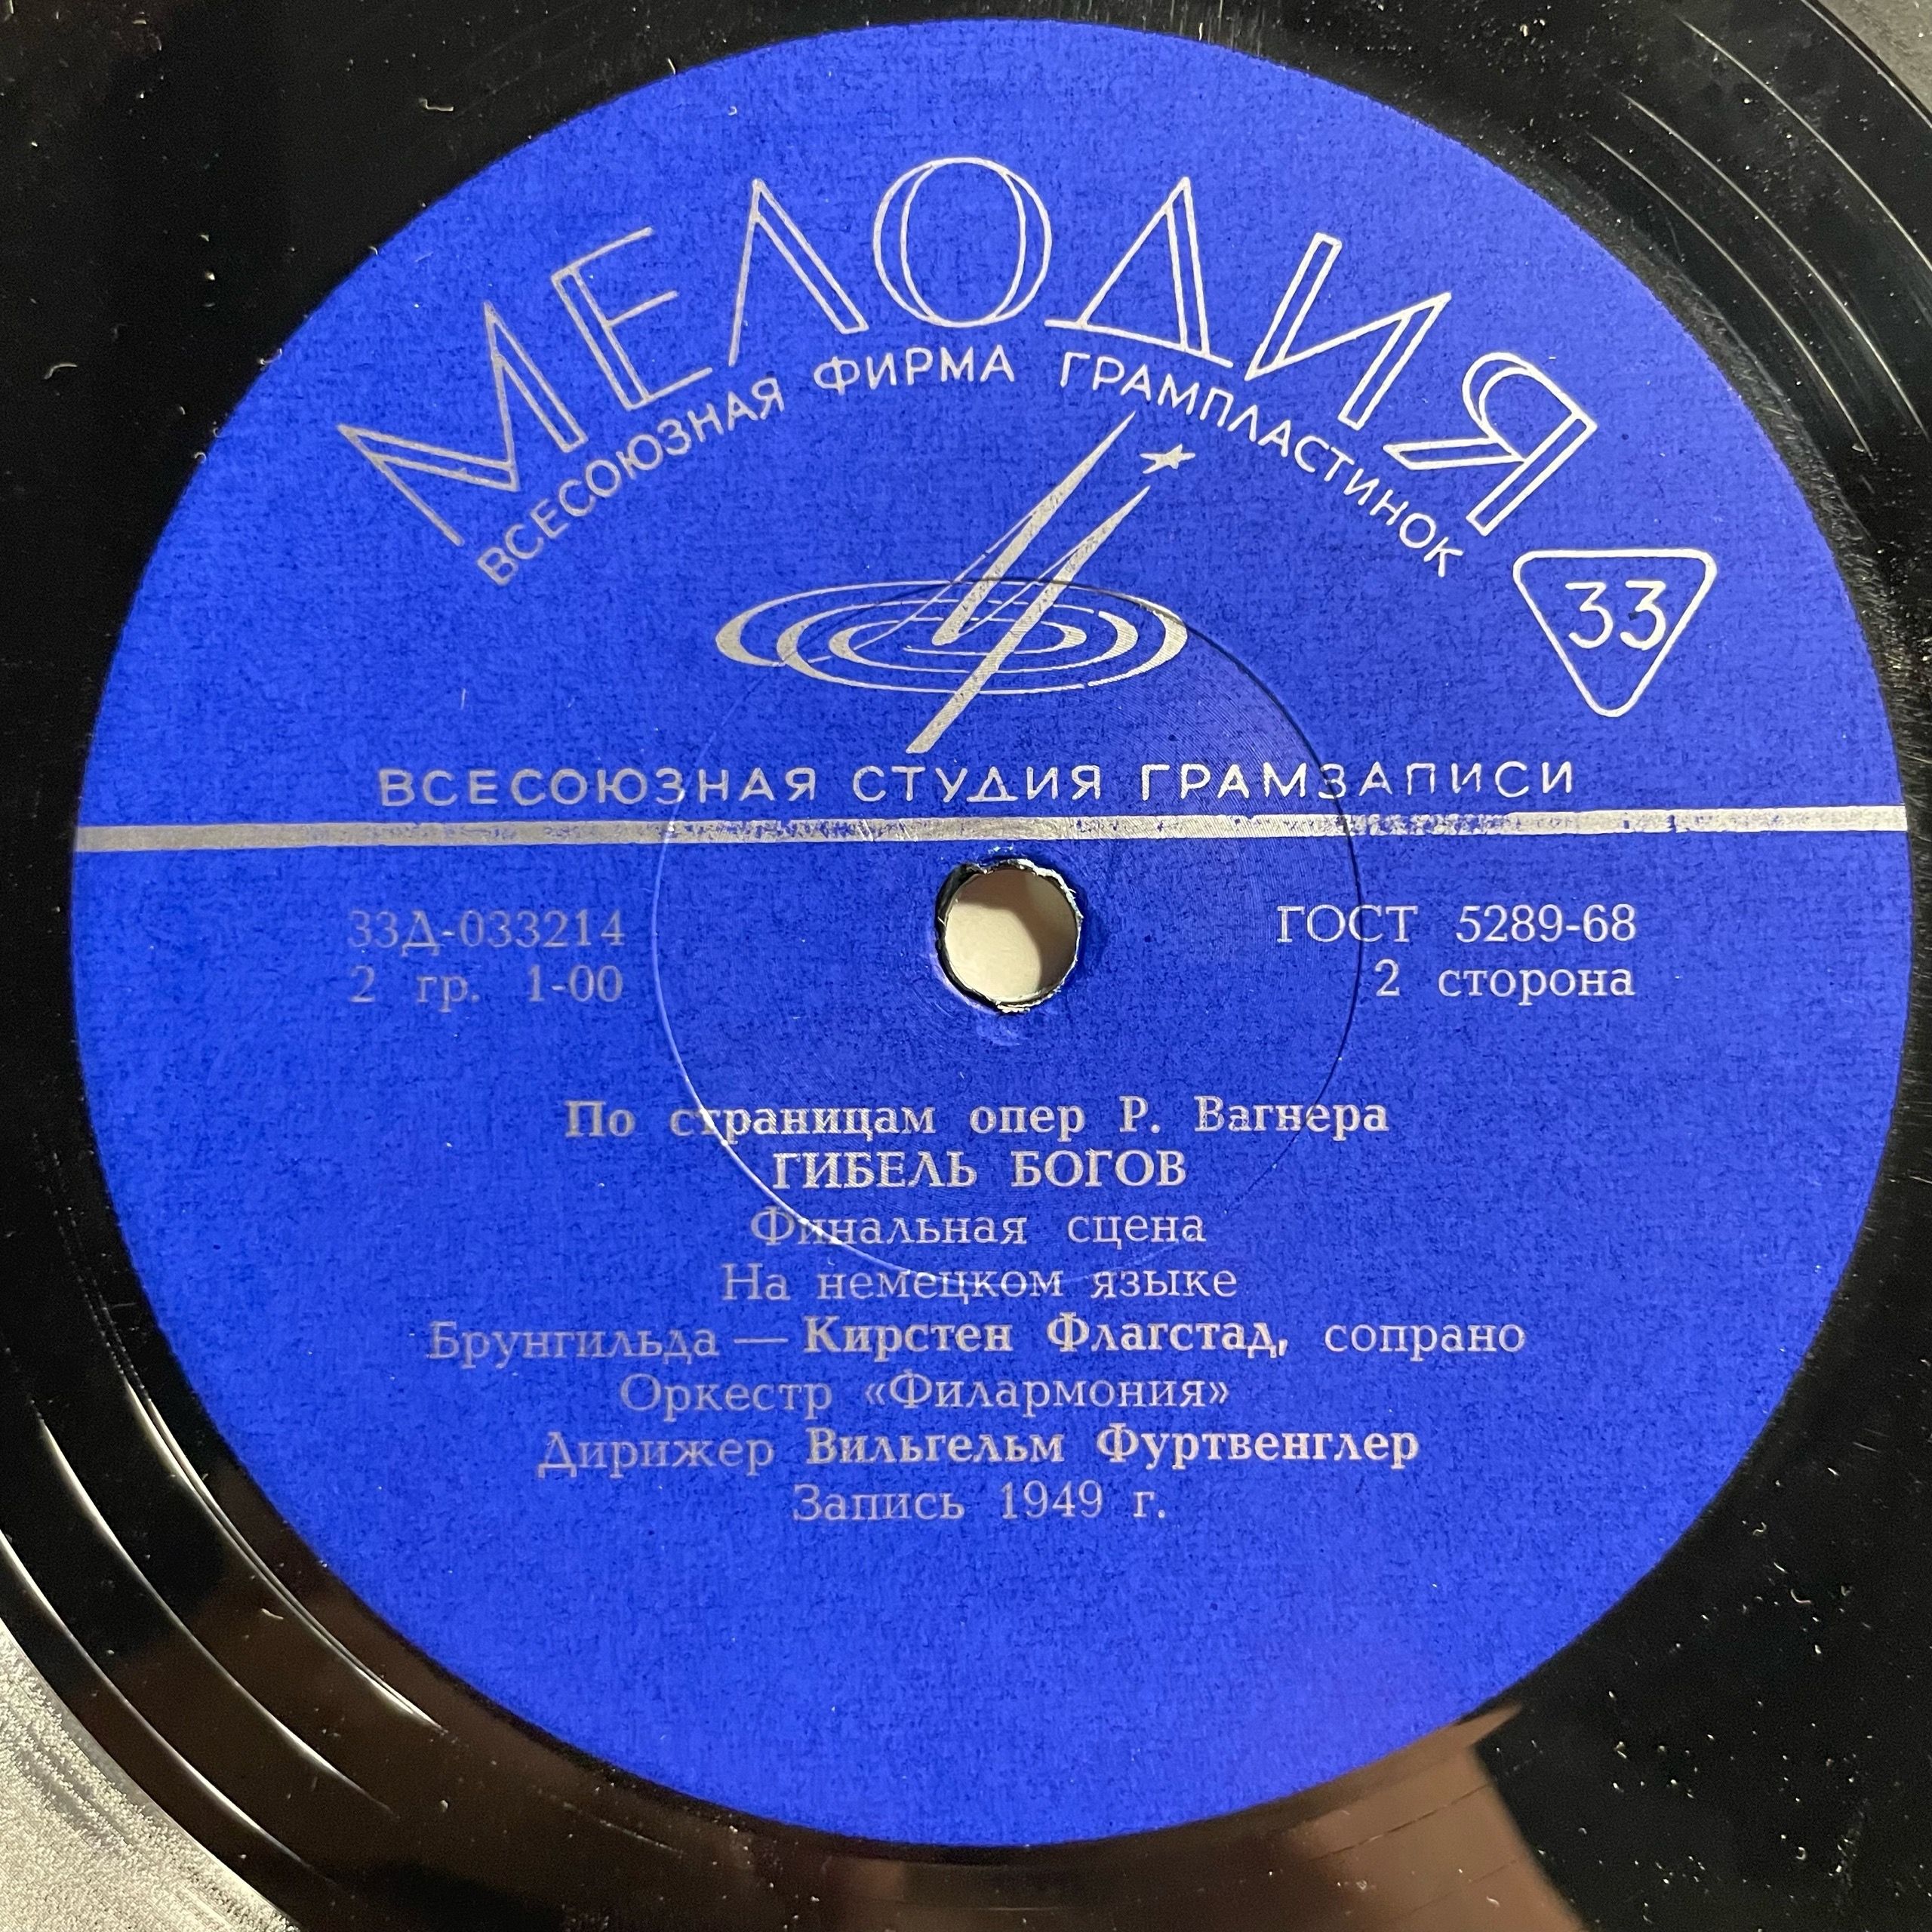 МЕЛОДИЯ
ВСЕСОЮЗНАЯ ФИРМА ГРАМПЛАСТИНОК
33
ВСЕСОЮЗНАЯ СТУДИЯ ГРАМЗАПИСИ
33Д-033214
2 гр. 1-00
ГОСТ 5289-68
2 сторона
По страницам опер Р. Вагнера
ГИБЕЛЬ БОГОВ
Финальная сцена
На немецком языке
Брунгильда — Кирстен Флагстад, сопрано
Оркестр «Филармония»
Дирижер Вильгельм Фуртвенглер
Запись 1949 г.